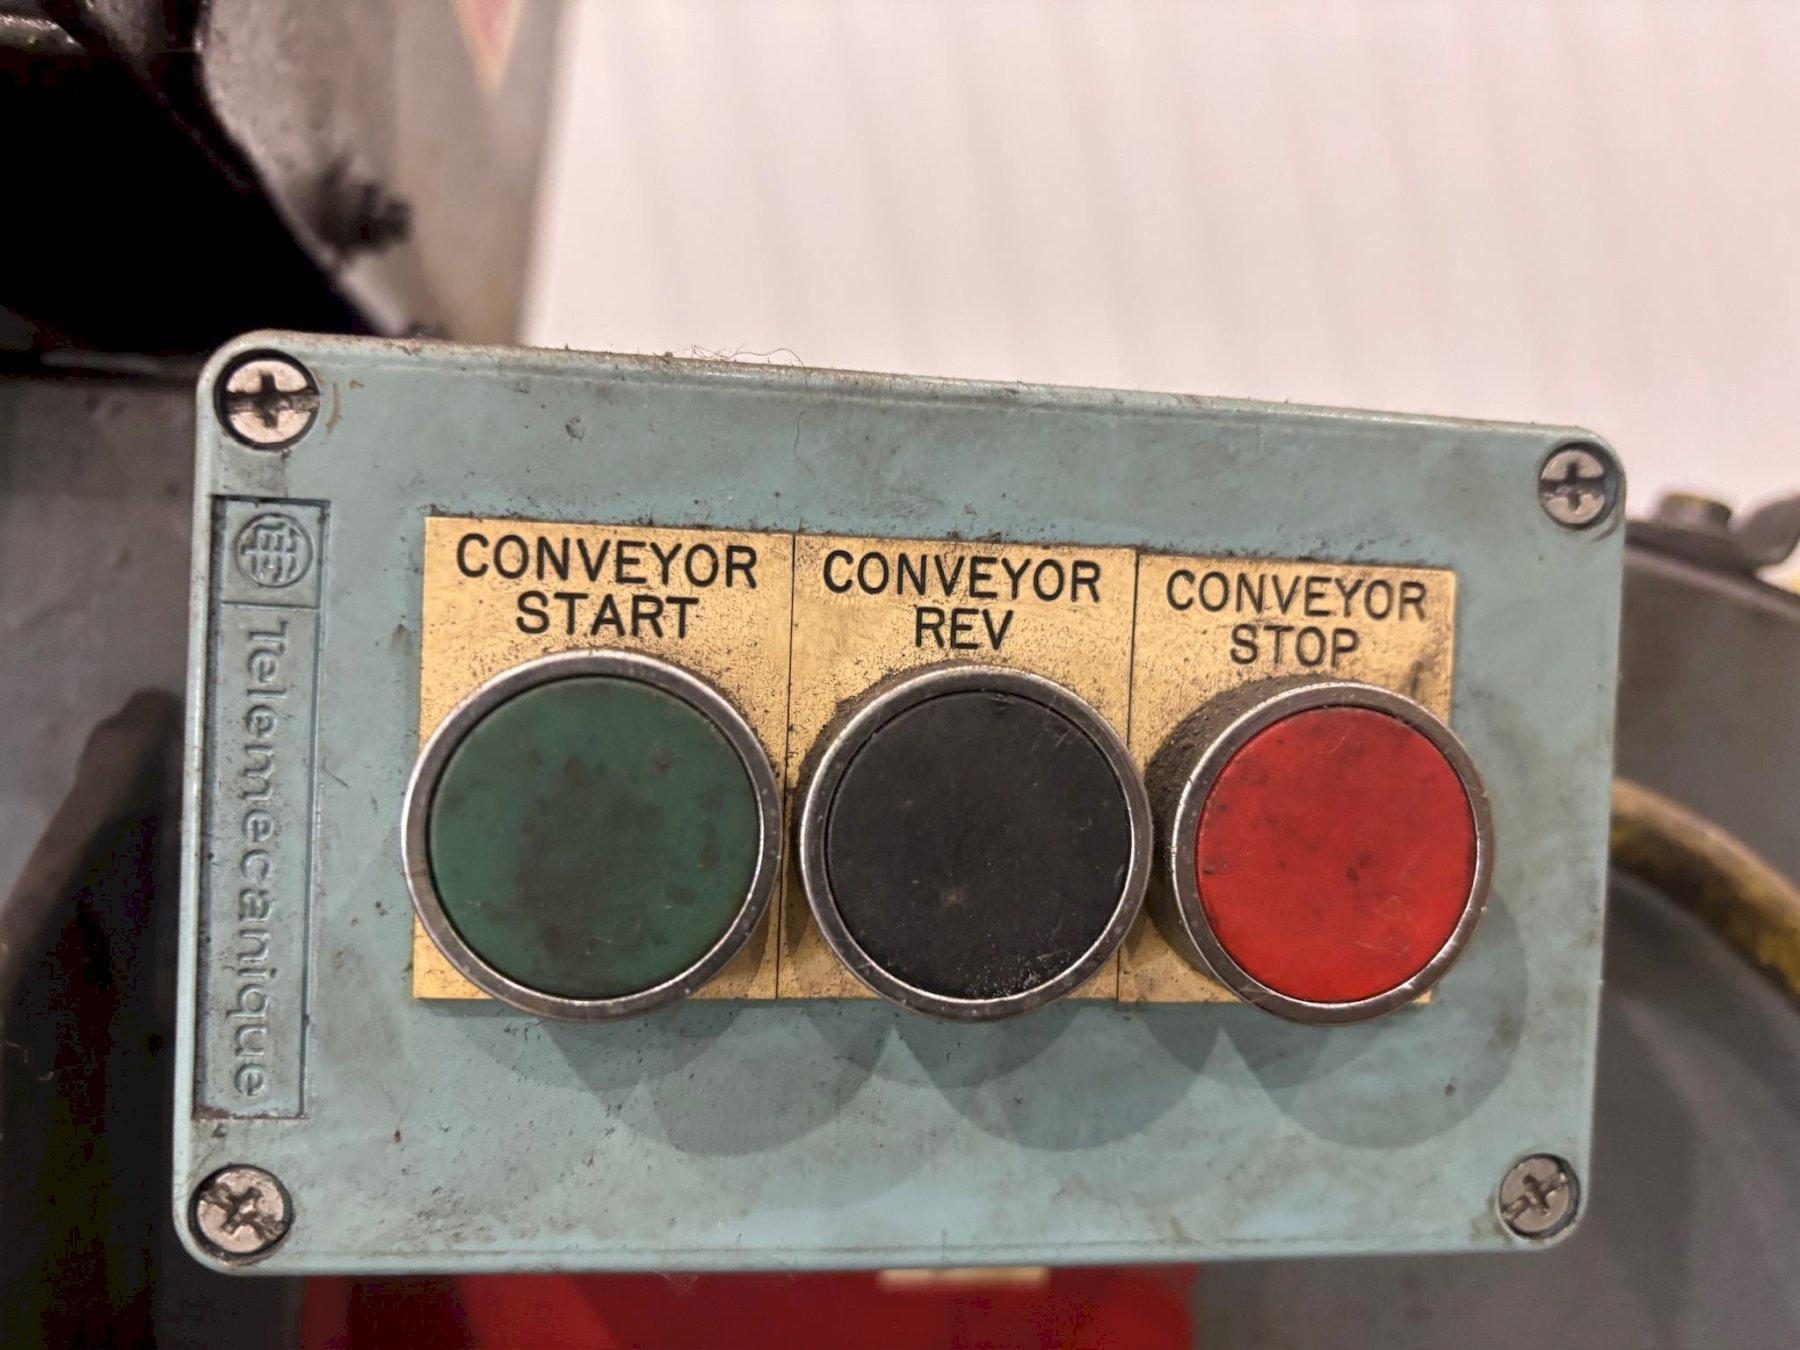 CONVEYOR
START
CONVEYOR
REV
CONVEYOR
STOP
Telemecanique